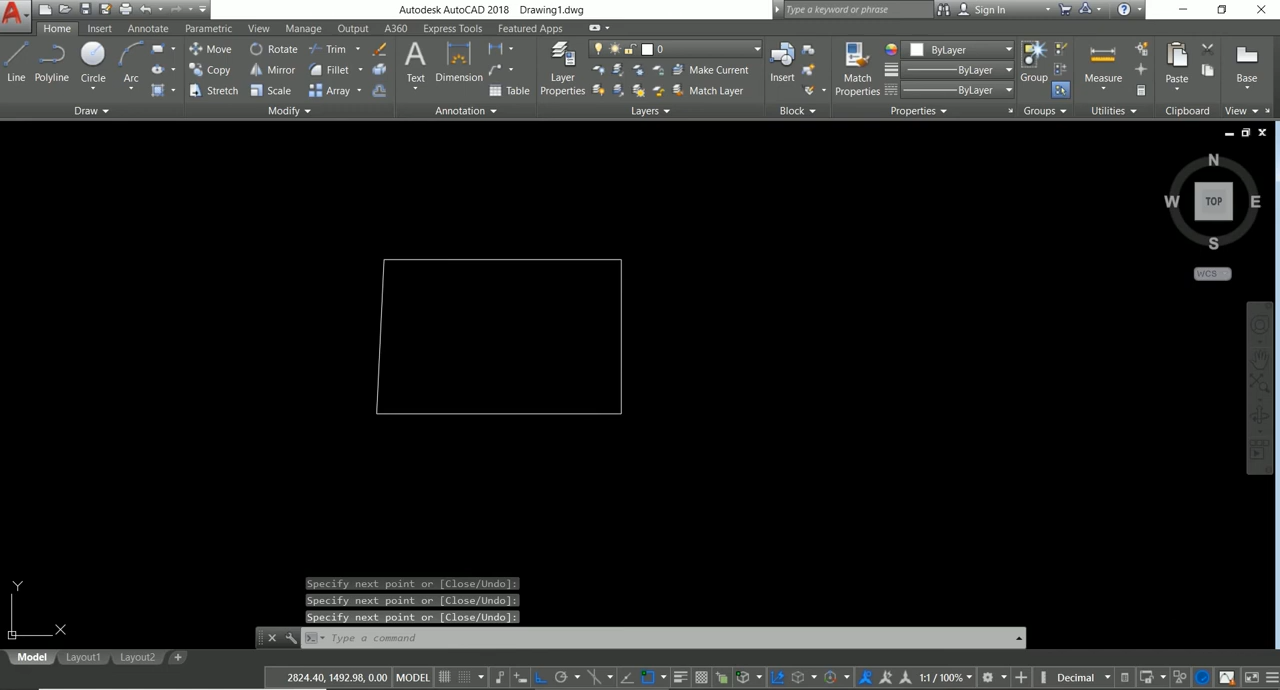 Autodesk AutoCAD 2018 Drawing1.dwg
Type a keyword or phrase
Sign In
Home Insert Annotate Parametric View Manage Output A360 Express Tools Featured Apps
Line Polyline Circle Arc
Move Rotate Trim
Copy Mirror Fillet
Stretch Scale Array
Text Dimension Table
Layer Properties
0
Make Current
Match Layer
Insert
Match Properties
ByLayer
ByLayer
ByLayer
Group
Measure
Paste
Base
Draw Modify Annotation Layers Block Properties Groups Utilities Clipboard View
N
W TOP E
S
WCS
Y
X
Specify next point or [Close/Undo]:
Specify next point or [Close/Undo]:
Specify next point or [Close/Undo]:
Type a command
Model Layout1 Layout2 +
2824.40, 1492.98, 0.00 MODEL 1:1 / 100% Decimal